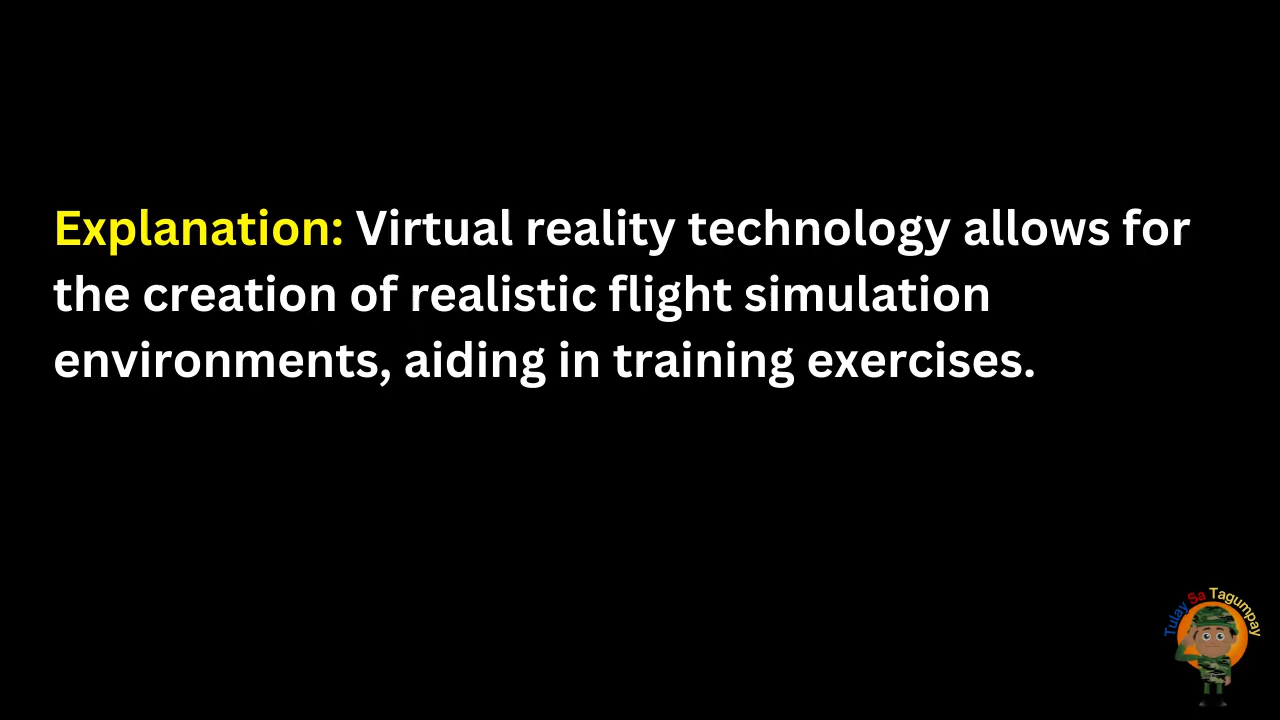 Explanation: Virtual reality technology allows for
the creation of realistic flight simulation
environments, aiding in training exercises.
Tulay Sa Tagumpay